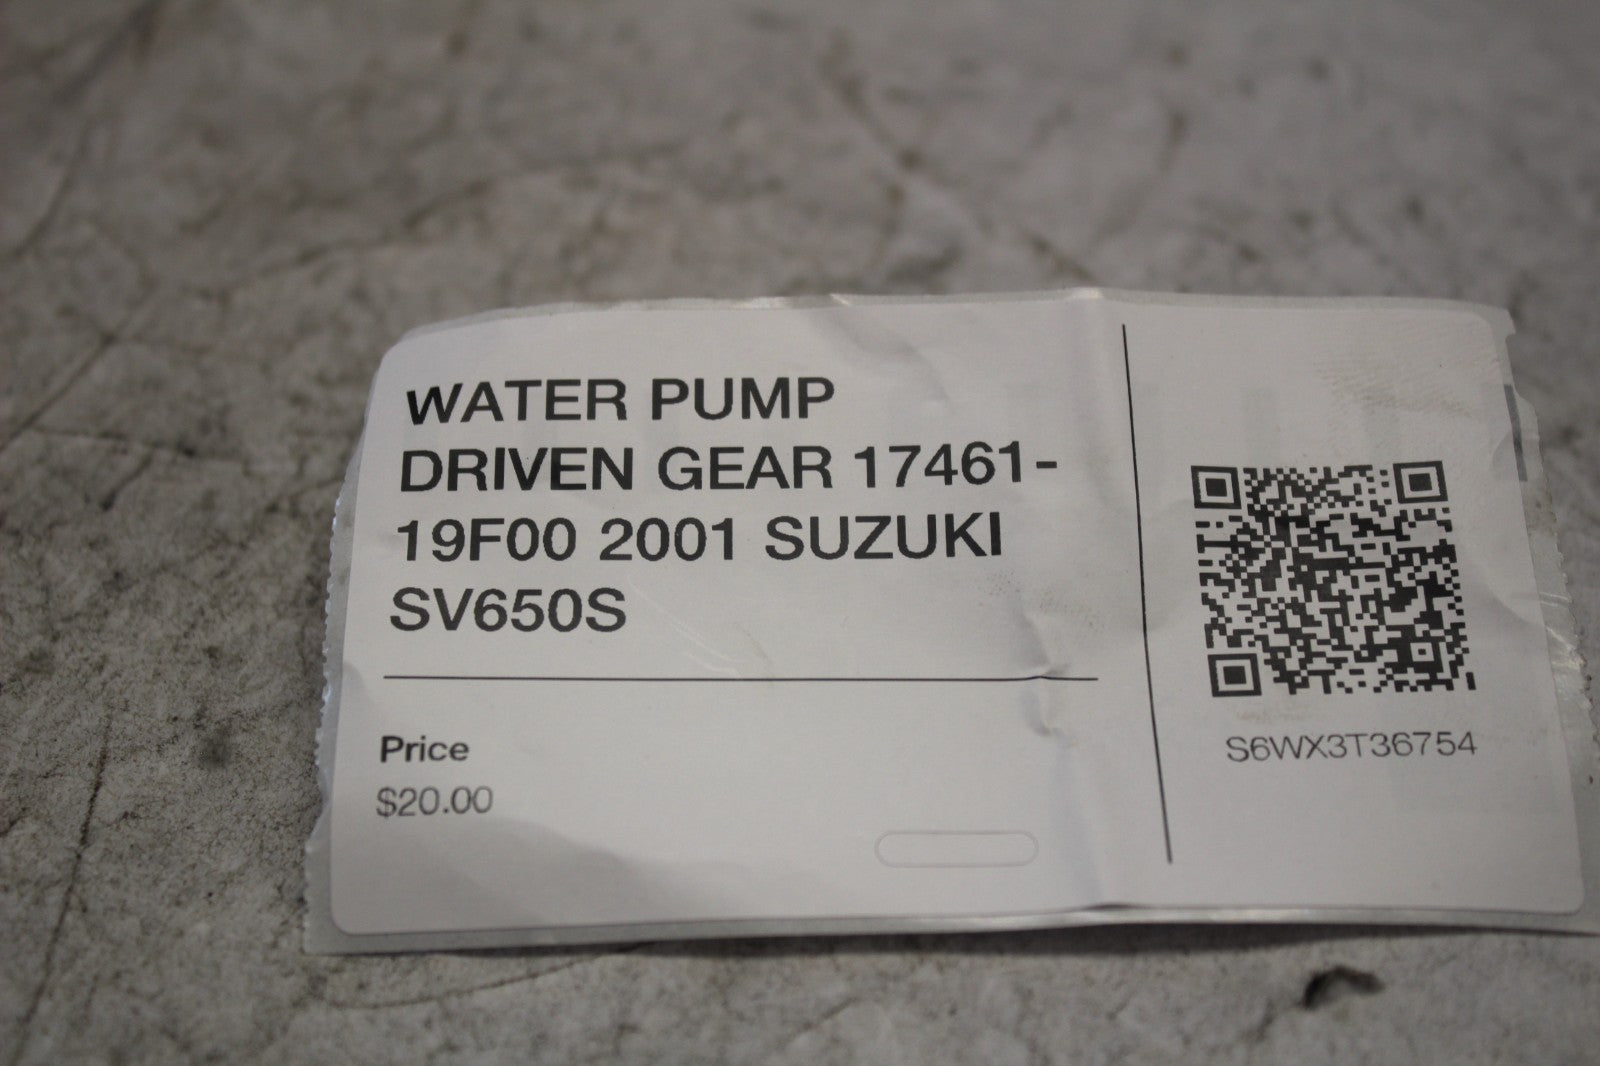 WATER PUMP
DRIVEN GEAR 17461-
19F00 2001 SUZUKI
SV650S
Price
$20.00
S6WX3T36754